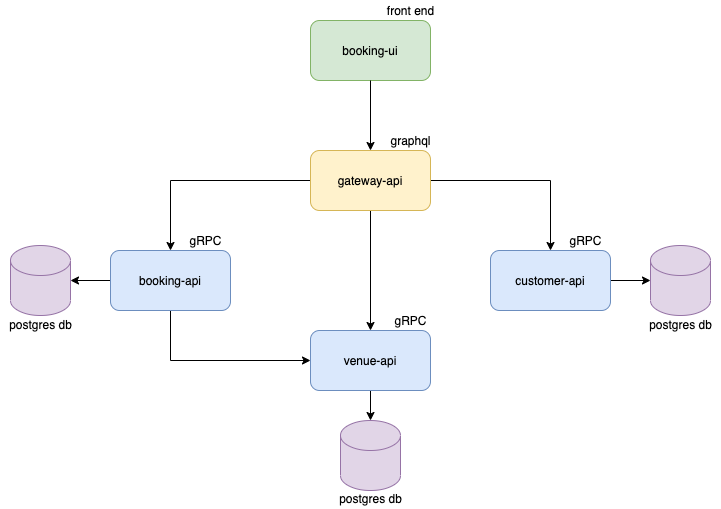 front end
booking-ui
graphql
gateway-api
gRPC
booking-api
postgres db
gRPC
customer-api
postgres db
gRPC
venue-api
postgres db